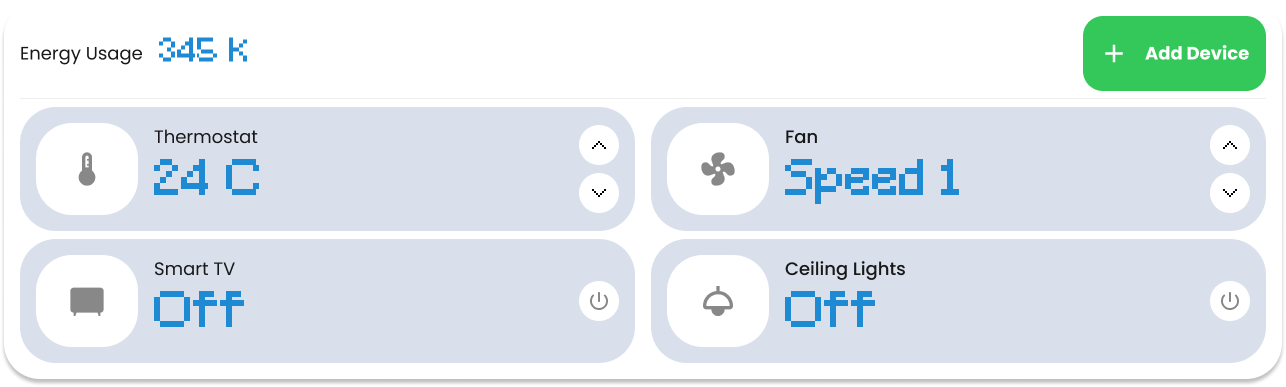 Energy Usage 345 K
+ Add Device
Thermostat
24 C
Fan
Speed 1
Smart TV
Off
Ceiling Lights
Off